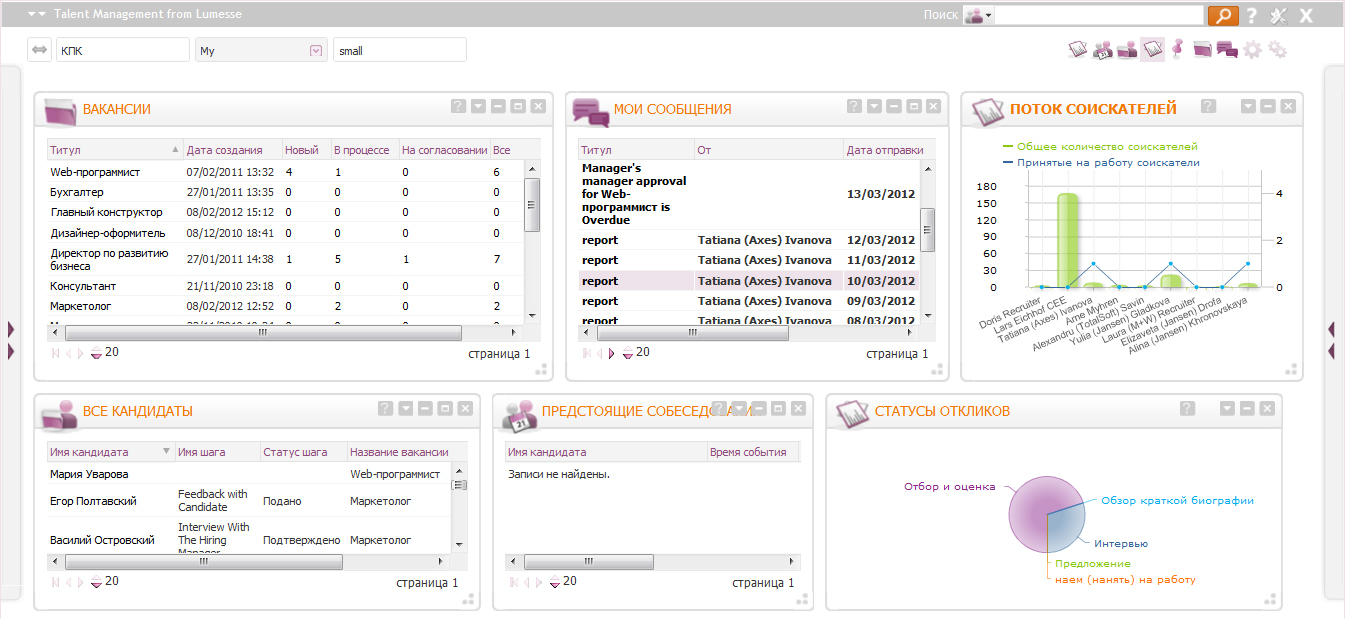 Talent Management from Lumesse
Поиск
?
X
КПК
My
small
ВАКАНСИИ
Титул Дата создания Новый В процессе На согласовании Все
Web-программист 07/02/2011 13:32 4 1 0 6
Бухгалтер 27/01/2011 13:35 0 0 0 0
Главный конструктор 08/02/2012 15:12 0 0 0 0
Дизайнер-оформитель 08/12/2010 18:41 0 0 0 0
Директор по развитию
бизнеса 27/01/2011 14:38 1 5 1 7
Консультант 21/11/2010 23:18 0 0 0 0
Маркетолог 08/02/2012 12:52 0 2 0 2
20
страница 1
МОИ СООБЩЕНИЯ
Титул От Дата отправки
Manager's
manager approval
for Web-
программист is
Overdue
13/03/2012
report Tatiana (Axes) Ivanova 12/03/2012
report Tatiana (Axes) Ivanova 11/03/2012
report Tatiana (Axes) Ivanova 10/03/2012
report Tatiana (Axes) Ivanova 09/03/2012
report Tatiana (Axes) Ivanova 08/03/2012
20
страница 1
ПОТОК СОИСКАТЕЛЕЙ
Общее количество соискателей
Принятые на работу соискатели
180
150
120
90
60
30
0
4
2
0
Doris Recruiter
Lars Eichhof CEE
Tatiana (Axes) Ivanova
Arne Myhren
Alexandru (TotalSoft) Savin
Yulia (Jansen) Gladkova
Laura (M+W) Recruiter
Elizaveta (Jansen) Drofa
Alina (Jansen) Khronovskaya
ВСЕ КАНДИДАТЫ
Имя кандидата Имя шага Статус шага Название вакансии
Мария Уварова Web-программист
Егор Полтавский Feedback with
Candidate Подано Маркетолог
Василий Островский Interview With
The Hiring
Manager Подтверждено Маркетолог
20
страница 1
ПРЕДСТОЯЩИЕ СОБЕСЕД
21
Имя кандидата Время события
Записи не найдены.
20
страница 1
СТАТУСЫ ОТКЛИКОВ
Отбор и оценка
Обзор краткой биографии
Интервью
Предложение
наем (нанять) на работу